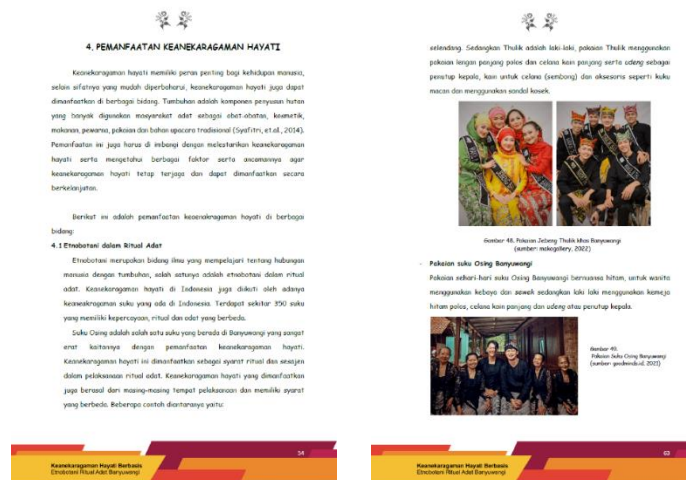 4. PEMANFAATAN KEANEKARAGAMAN HAYATI
Keanekaragaman hayati memiliki peran penting bagi kehidupan manusia,
selain sifatnya yang mudah diperbaharui, keanekaragaman hayati juga dapat
dimanfaatkan di berbagai bidang. Tumbuhan adalah komponen penyusun hutan
yang banyak digunakan masyarakat adat sebagai obat-obatan, kosmetik,
makanan, pewarna, pakaian dan bahan upacara tradisional (Syafitri, et.al., 2014).
Pemanfaatan ini juga harus di imbangi dengan melestarikan keanekaragaman
hayati serta mengetahui berbagai faktor serta ancamannya agar
keanekaragaman hayati tetap terjaga dan dapat dimanfaatkan secara
berkelanjutan.
Berikut ini adalah pemanfaatan keaenakragaman hayati di berbagai
bidang:
4.1 Etnobotani dalam Ritual Adat
Etnobotani merupakan bidang ilmu yang mempelajari tentang hubungan
manusia dengan tumbuhan, salah satunya adalah etnobotani dalam ritual
adat. Keanekaragaman hayati di Indonesia juga diikuti oleh adanya
keaneakragaman suku yang ada di Indonesia. Terdapat sekitar 350 suku
yang memiliki kepercayaan, ritual dan adat yang berbeda.
Suku Osing adalah salah satu suku yang berada di Banyuwangi yang sangat
erat kaitannya dengan pemanfaatan keanekaragaman hayati.
Keanekaragaman hayati ini dimanfaatkan sebagai syarat ritual dan sesajen
dalam pelaksanaan ritual adat. Keanekaragaman hayati yang dimanfaatkan
juga berasal dari masing-masing tempat pelaksanaan dan memiliki syarat
yang berbeda. Beberapa contoh diantaranya yaitu:
34
Keanekaragaman Hayati Berbasis
Etnobotani Ritual Adat Banyuwangi
selendang. Sedangkan Thulik adalah laki-laki, pakaian Thulik menggunakan
pakaian lengan panjang polos dan celana kain panjang serta udeng sebagai
penutup kepala, kain untuk celana (sembong) dan aksesoris seperti kuku
macan dan menggunakan sandal kosek.
Gambar 48. Pakaian Jebeng Thulik khas Banyuwangi
(sumber: makagallery, 2022)
- Pakaian suku Osing Banyuwangi
Pakaian sehari-hari suku Osing Banyuwangi bernuansa hitam, untuk wanita
menggunakan kebaya dan sewek sedangkan laki laki menggunakan kemeja
hitam polos, celana kain panjang dan udeng atau penutup kepala.
Gambar 49.
Pakaian Suku Osing Banyuwangi
(sumber: goodminds.id, 2021)
63
Keanekaragaman Hayati Berbasis
Etnobotani Ritual Adat Banyuwangi